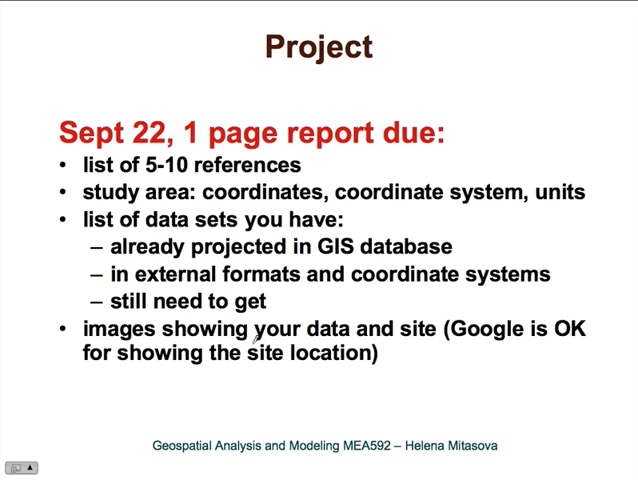 Project
Sept 22, 1 page report due:
• list of 5-10 references
• study area: coordinates, coordinate system, units
• list of data sets you have:
– already projected in GIS database
– in external formats and coordinate systems
– still need to get
• images showing your data and site (Google is OK
for showing the site location)
Geospatial Analysis and Modeling MEA592 – Helena Mitasova